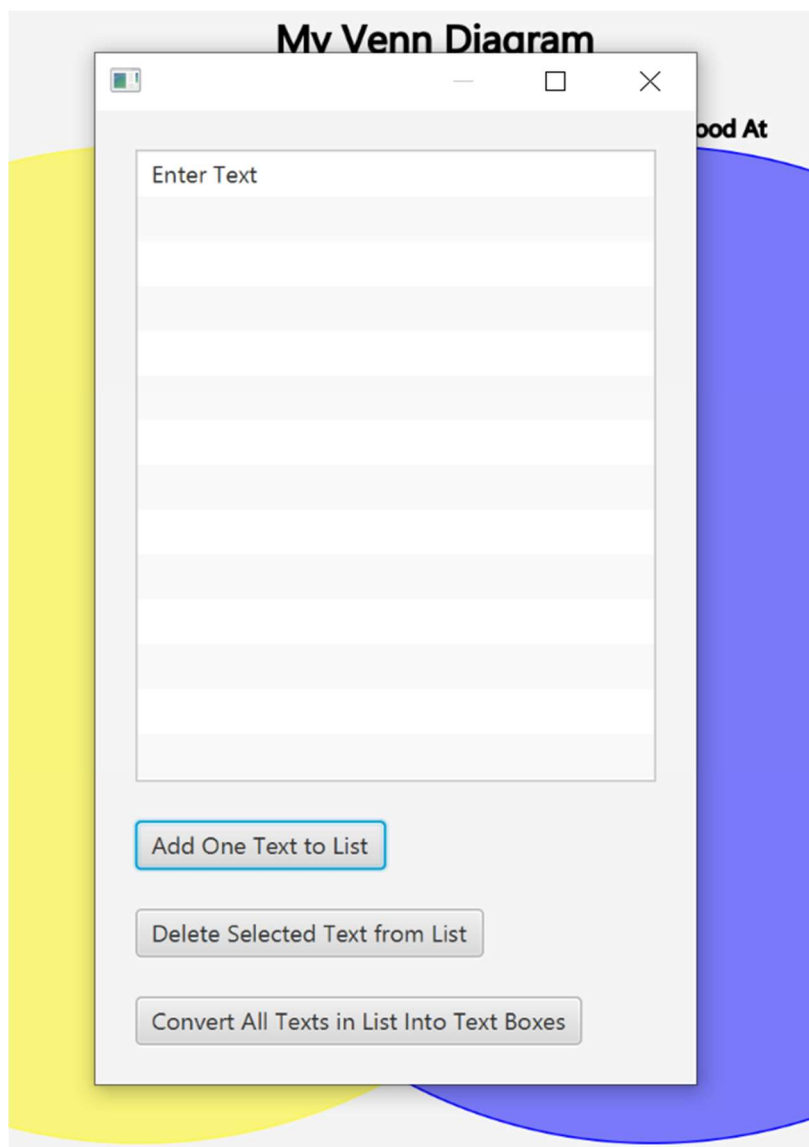 My Venn Diagram
ood At
Enter Text
Add One Text to List
Delete Selected Text from List
Convert All Texts in List Into Text Boxes